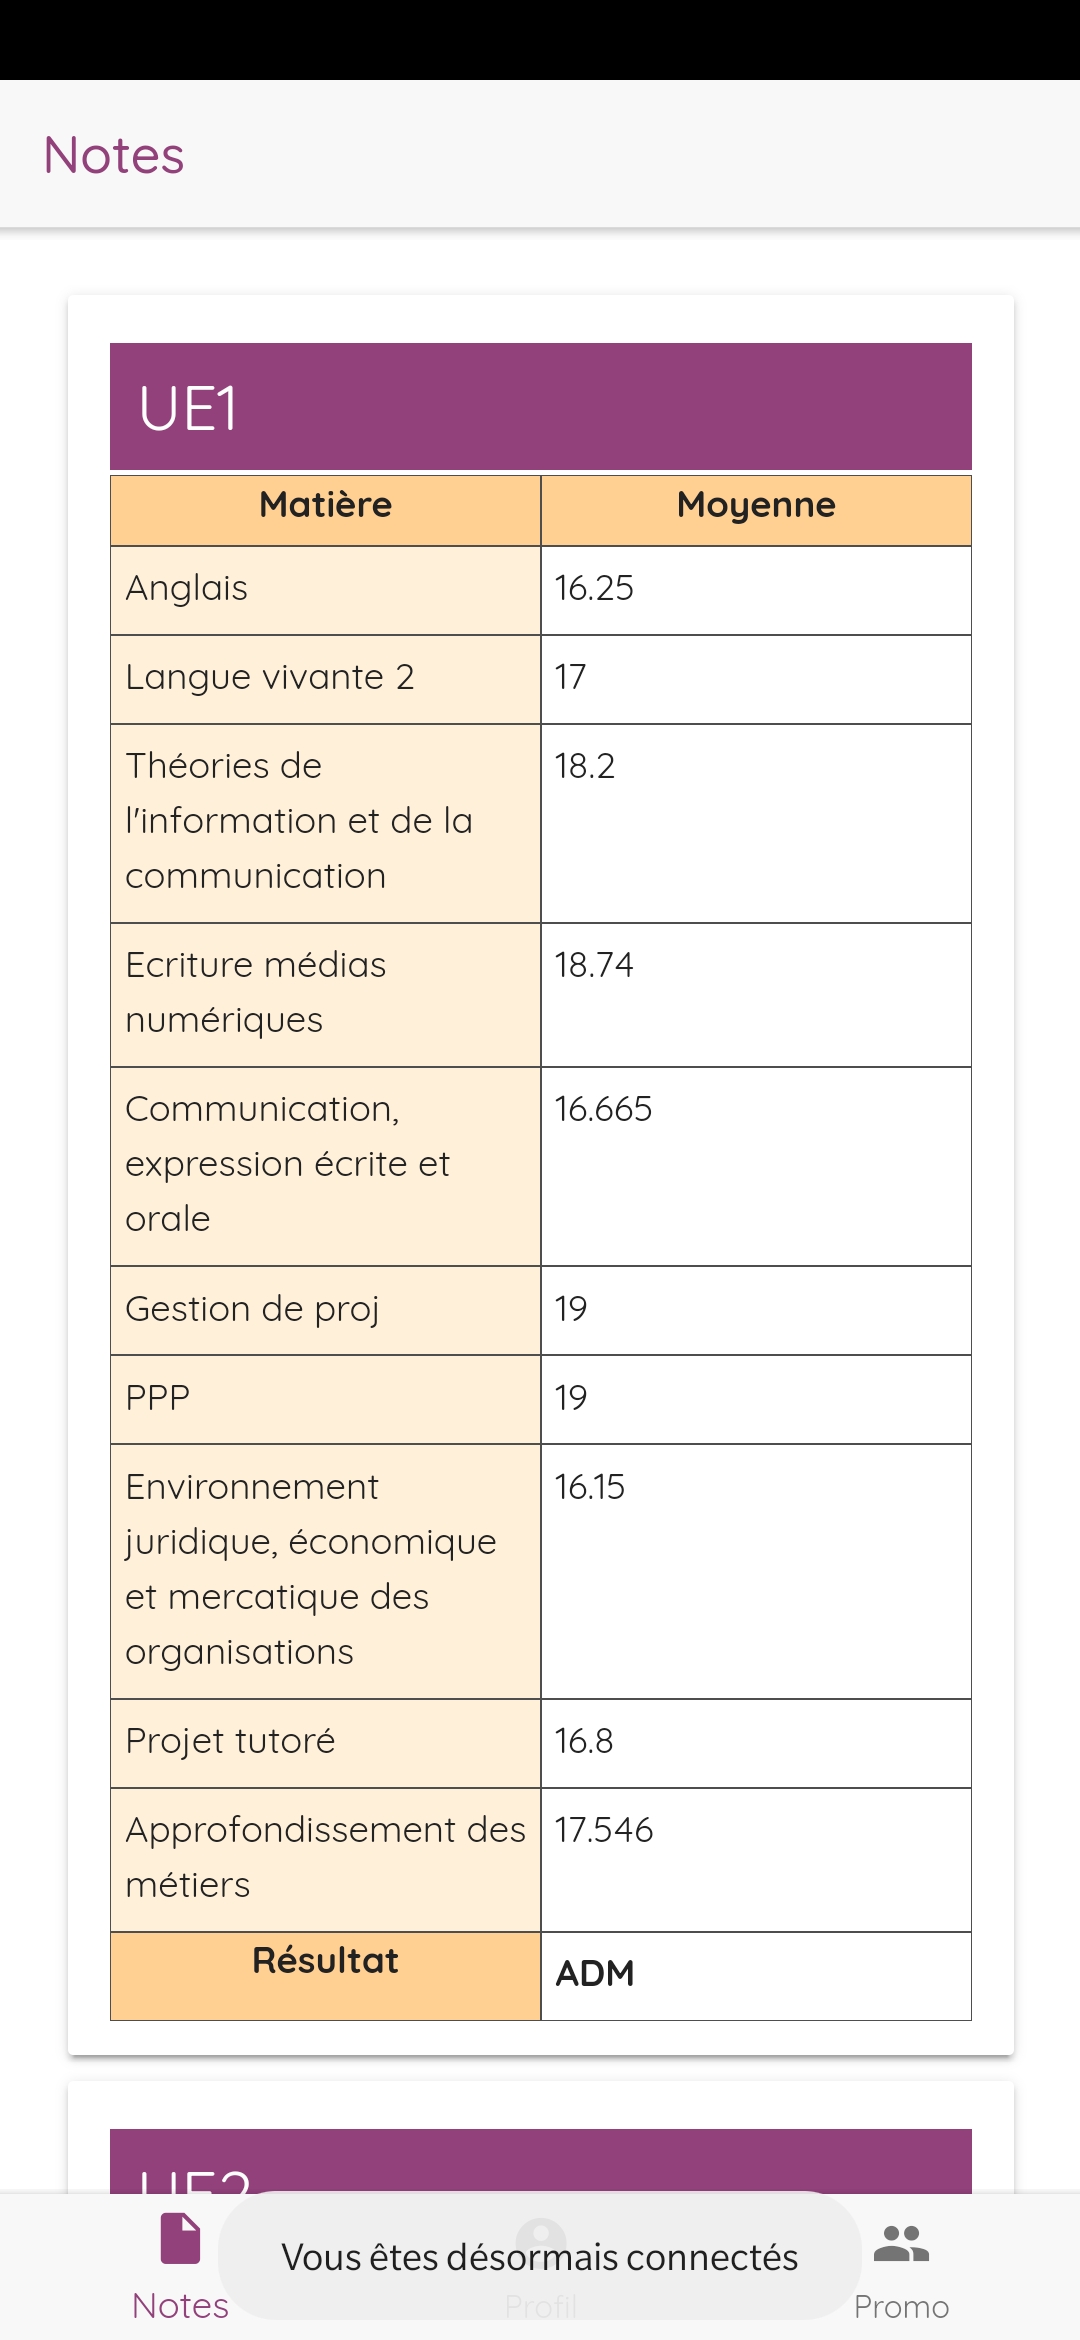 Notes
UE1
Matière Moyenne
Anglais 16.25
Langue vivante 2 17
Théories de 18.2
l'information et de la
communication
Ecriture médias 18.74
numériques
Communication, 16.665
expression écrite et
orale
Gestion de proj 19
PPP 19
Environnement 16.15
juridique, économique
et mercatique des
organisations
Projet tutoré 16.8
Approfondissement des 17.546
métiers
Résultat ADM
UE2
Vous êtes désormais connectés
Notes Profil Promo